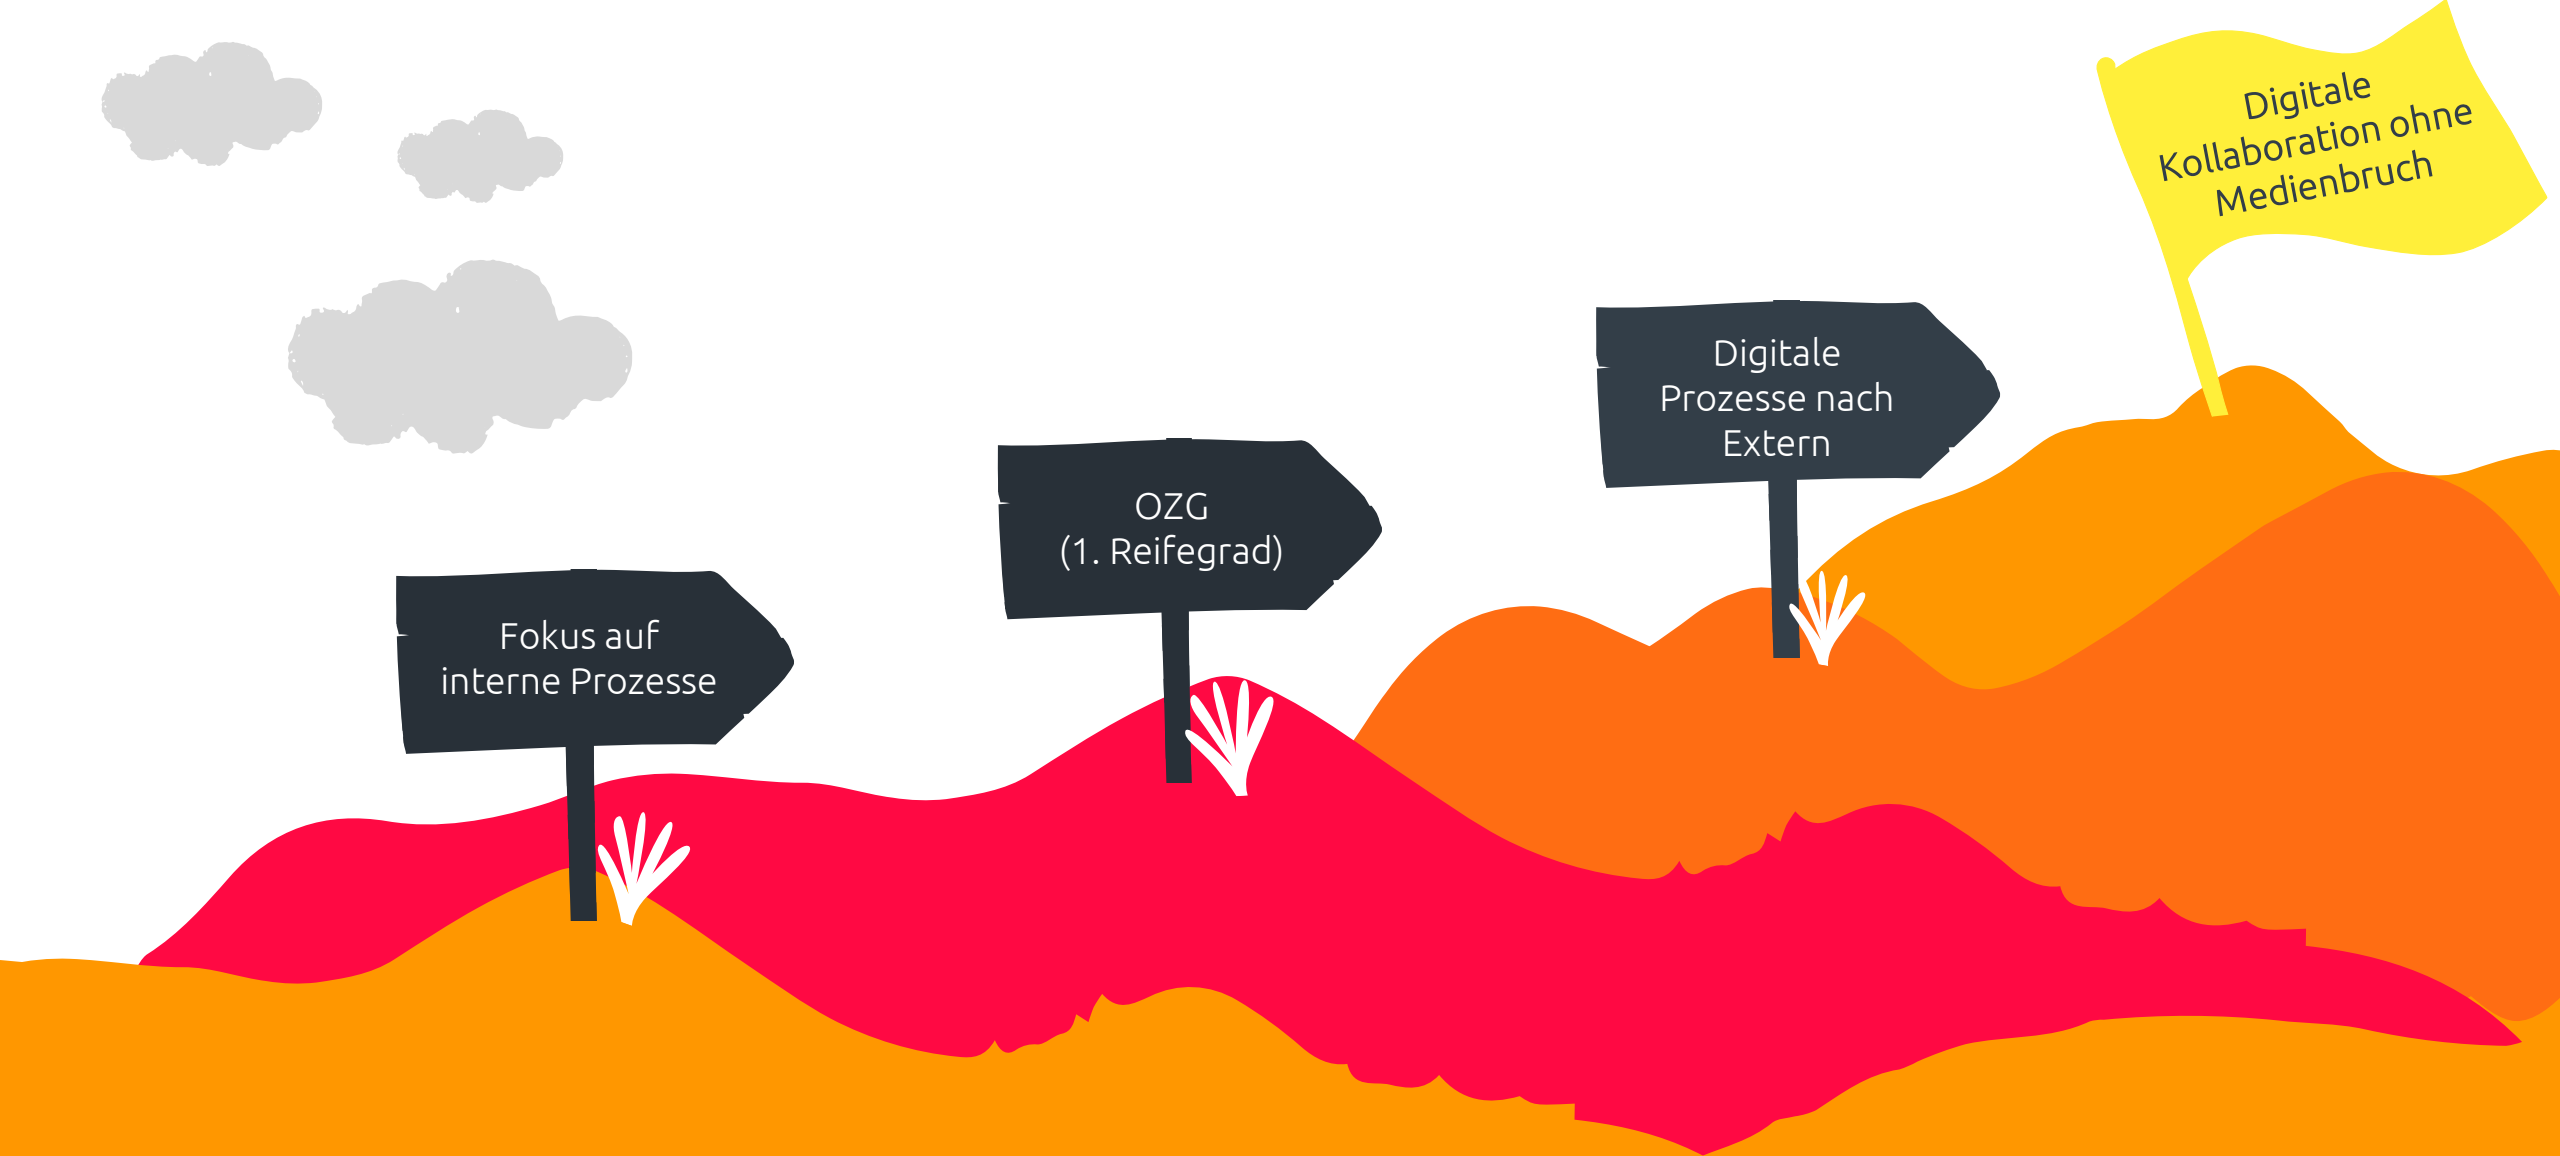 Fokus auf
interne Prozesse
OZG
(1. Reifegrad)
Digitale
Prozesse nach
Extern
Digitale
Kollaboration ohne
Medienbruch